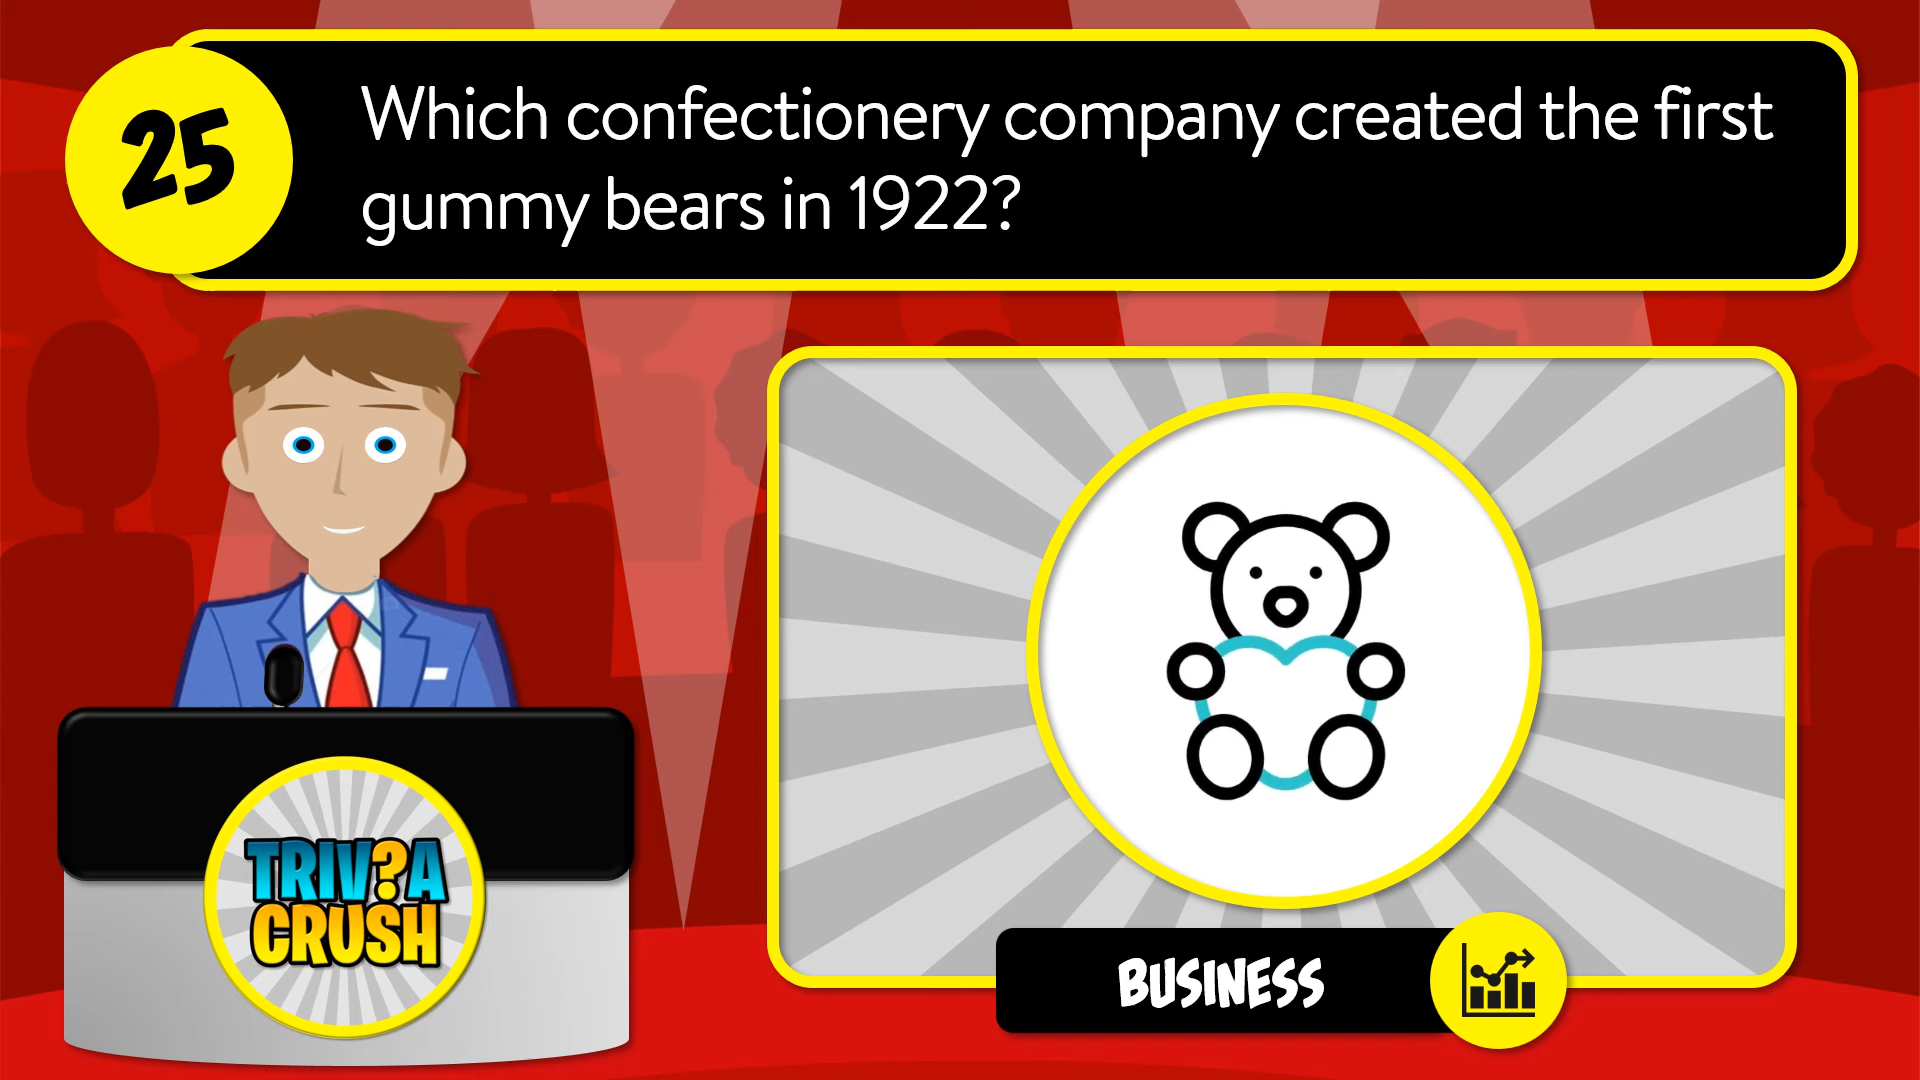 25
Which confectionery company created the first
gummy bears in 1922?
TRIV?A
CRUSH
BUSINESS